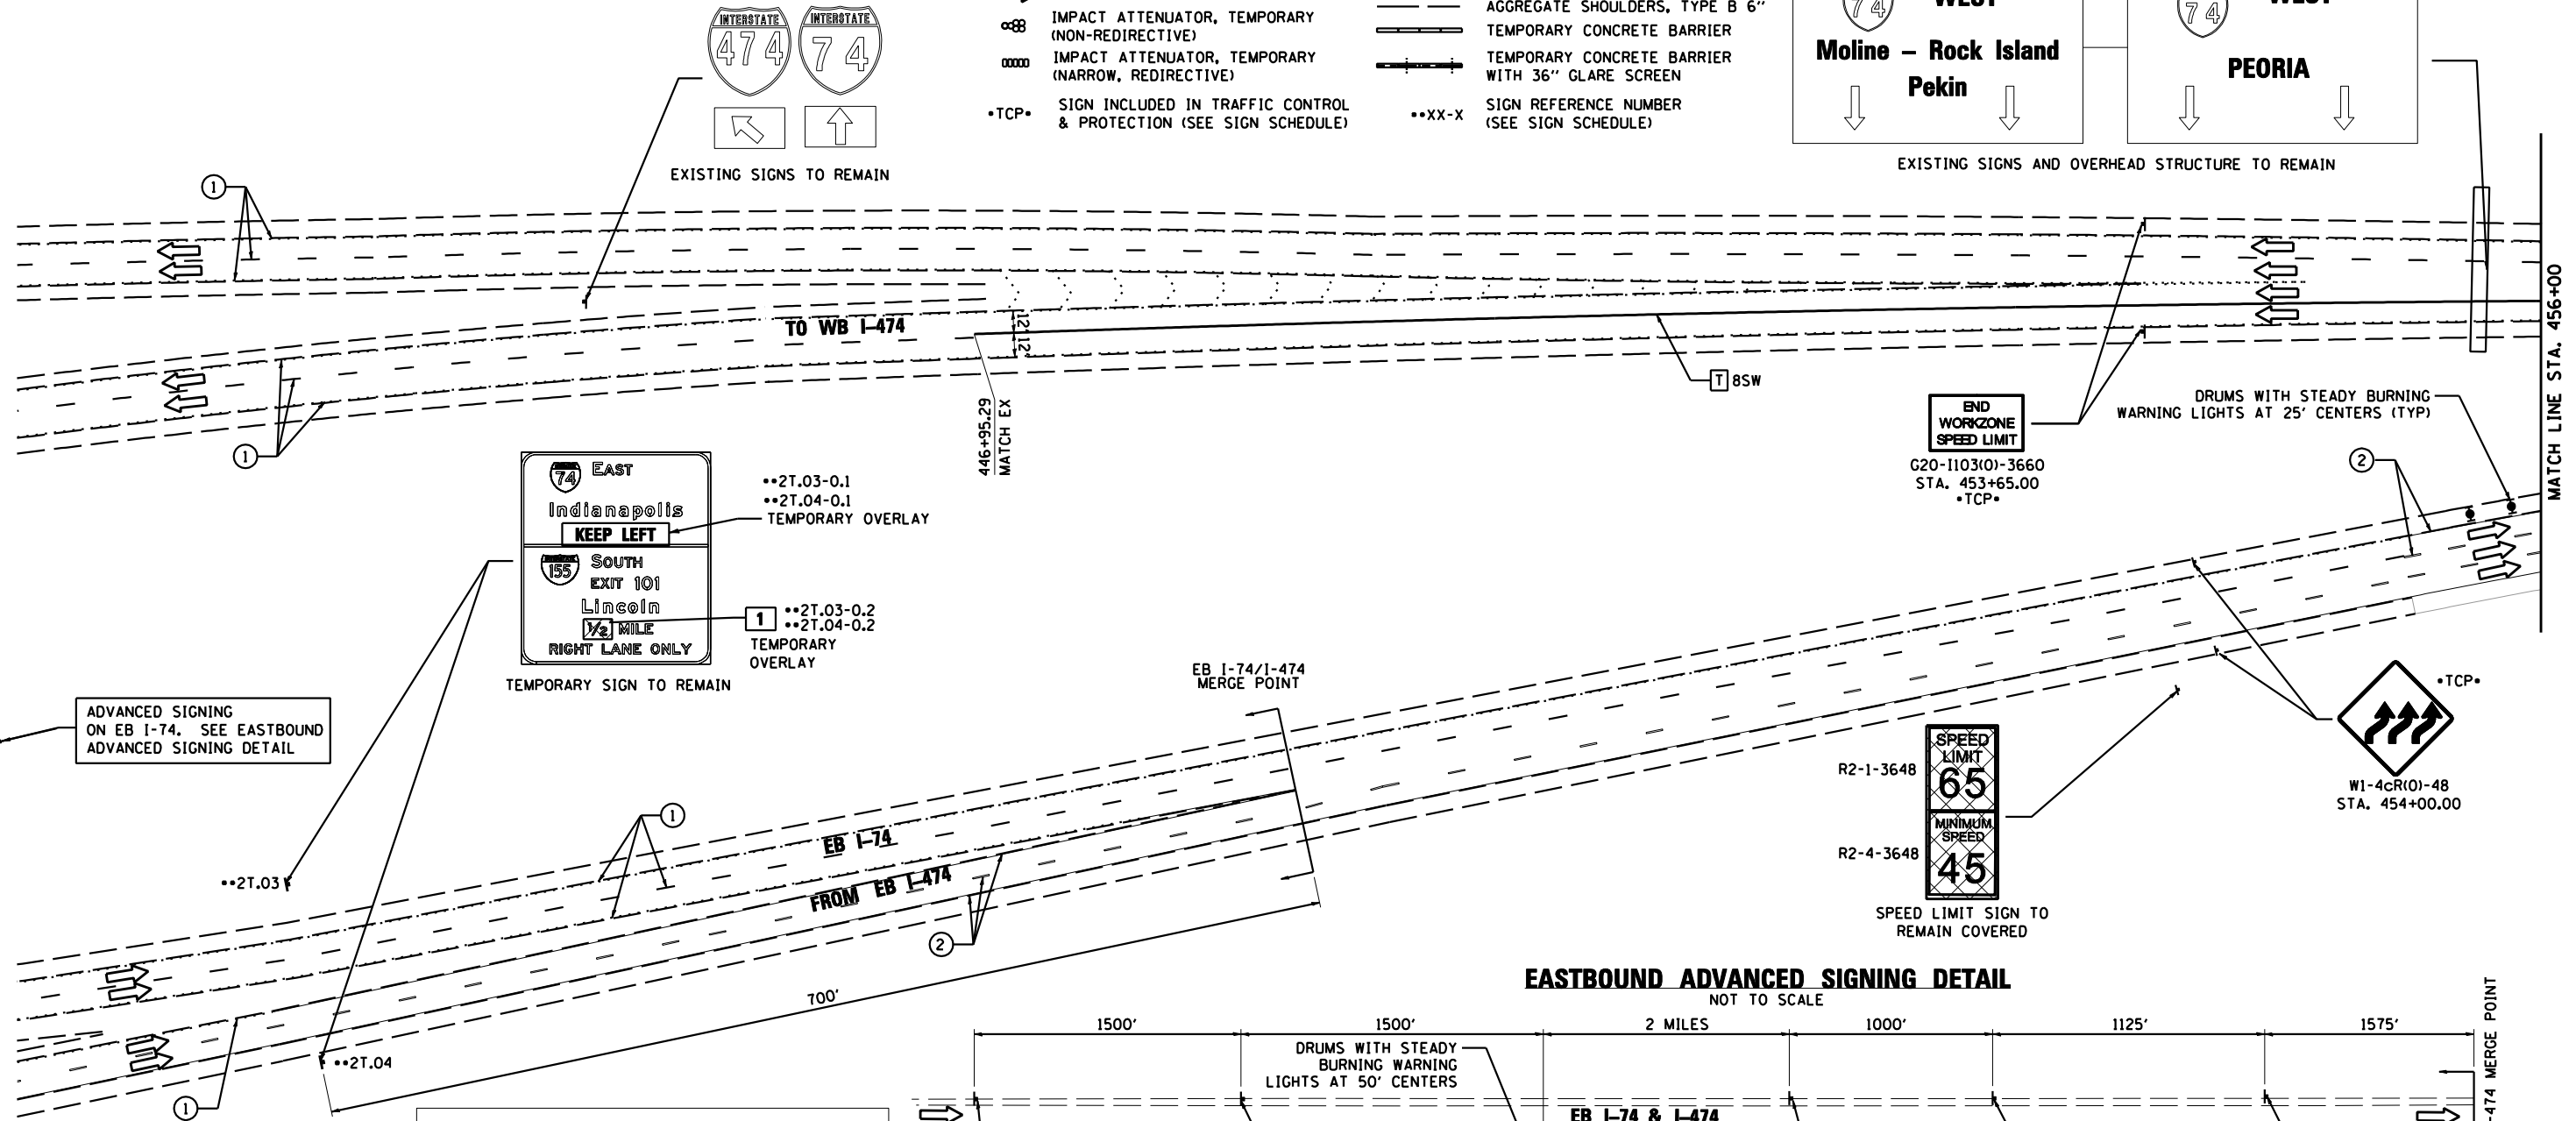 INTERSTATE
474
INTERSTATE
74
EXISTING SIGNS TO REMAIN
IMPACT ATTENUATOR, TEMPORARY
(NON-REDIRECTIVE)
IMPACT ATTENUATOR, TEMPORARY
(NARROW, REDIRECTIVE)
•TCP•
SIGN INCLUDED IN TRAFFIC CONTROL
& PROTECTION (SEE SIGN SCHEDULE)
AGGREGATE SHOULDERS, TYPE B 6''
TEMPORARY CONCRETE BARRIER
TEMPORARY CONCRETE BARRIER
WITH 36'' GLARE SCREEN
••XX-X
SIGN REFERENCE NUMBER
(SEE SIGN SCHEDULE)
74
WEST
Moline – Rock Island
Pekin
74
WEST
PEORIA
EXISTING SIGNS AND OVERHEAD STRUCTURE TO REMAIN
1
TO WB I-474
12'
12'
446+95.29
MATCH EX
T 8SW
END
WORKZONE
SPEED LIMIT
G20-I103(O)-3660
STA. 453+65.00
•TCP•
DRUMS WITH STEADY BURNING
WARNING LIGHTS AT 25' CENTERS (TYP)
2
MATCH LINE STA. 456+00
1
74
EAST
Indianapolis
KEEP LEFT
155
SOUTH
EXIT 101
Lincoln
1/2 MILE
RIGHT LANE ONLY
TEMPORARY SIGN TO REMAIN
••2T.03-0.1
••2T.04-0.1
TEMPORARY OVERLAY
1
••2T.03-0.2
••2T.04-0.2
TEMPORARY
OVERLAY
ADVANCED SIGNING
ON EB I-74. SEE EASTBOUND
ADVANCED SIGNING DETAIL
EB I-74/I-474
MERGE POINT
1
EB I-74
FROM EB I-474
••2T.03
2
700'
••2T.04
1
R2-1-3648
SPEED
LIMIT
65
R2-4-3648
MINIMUM
SPEED
45
SPEED LIMIT SIGN TO
REMAIN COVERED
•TCP•
W1-4cR(O)-48
STA. 454+00.00
EASTBOUND ADVANCED SIGNING DETAIL
NOT TO SCALE
1500'
1500'
2 MILES
1000'
1125'
1575'
DRUMS WITH STEADY
BURNING WARNING
LIGHTS AT 50' CENTERS
EB I-74 & I-474
-474 MERGE POINT